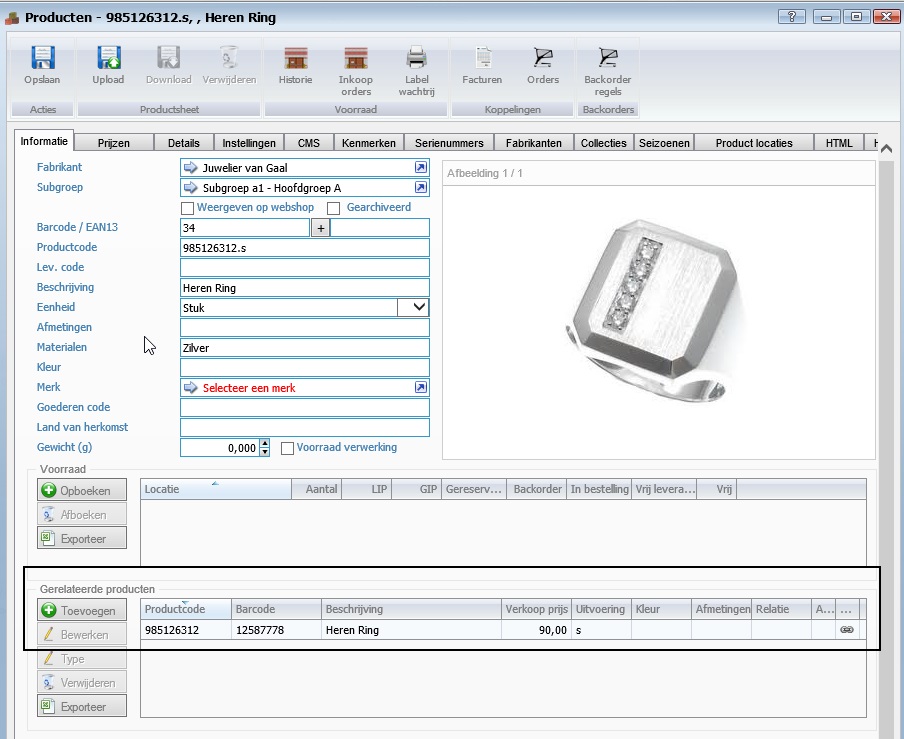 Producten - 985126312.s, , Heren Ring
?
Opslaan Upload Download Verwijderen Historie Inkoop orders Label wachtrij Facturen Orders Backorder regels
Acties Productsheet Voorraad Koppelingen Backorders
Informatie Prijzen Details Instellingen CMS Kenmerken Serienummers Fabrikanten Collecties Seizoenen Product locaties HTML
Fabrikant Juwelier van Gaal
Afbeelding 1 / 1
Subgroep Subgroep a1 - Hoofdgroep A
Weergeven op webshop Gearchiveerd
Barcode / EAN13 34 +
Productcode 985126312.s
Lev. code
Beschrijving Heren Ring
Eenheid Stuk
Afmetingen
Materialen Zilver
Kleur
Merk Selecteer een merk
Goederen code
Land van herkomst
Gewicht (g) 0,000 Voorraad verwerking
Voorraad
Opboeken Locatie Aantal LIP GIP Gereserv... Backorder In bestelling Vrij levera... Vrij
Afboeken
Exporteer
Gerelateerde producten
Toevoegen Productcode Barcode Beschrijving Verkoop prijs Uitvoering Kleur Afmetingen Relatie A... ...
Bewerken 985126312 12587778 Heren Ring 90,00 s
Type
Verwijderen
Exporteer